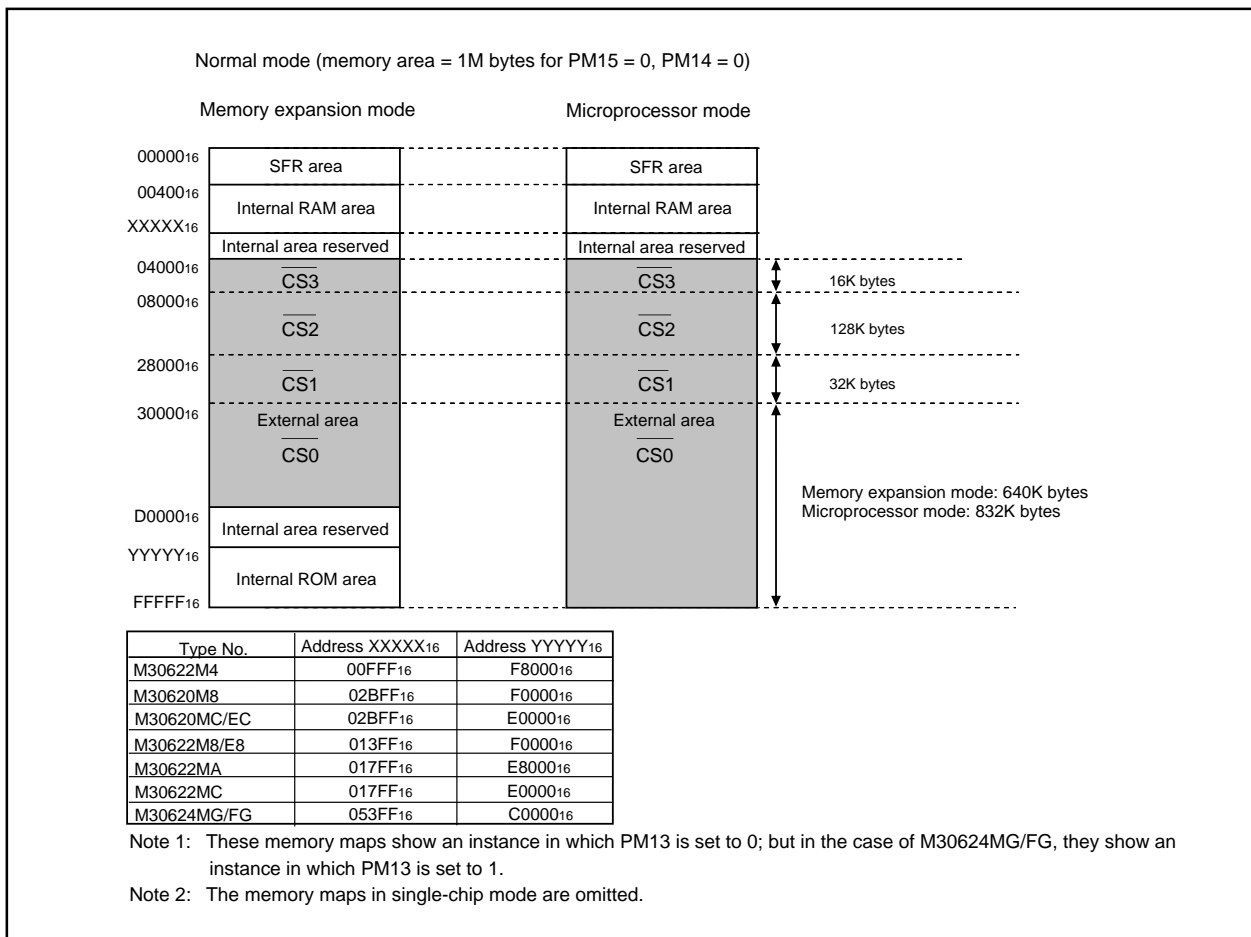 Normal mode (memory area = 1M bytes for PM15 = 0, PM14 = 0)
Memory expansion mode Microprocessor mode
0000016 SFR area SFR area
0040016
Internal RAM area Internal RAM area
XXXXX16
Internal area reserved Internal area reserved
0400016
CS3 CS3 16K bytes
0800016
CS2 CS2 128K bytes
2800016
CS1 CS1 32K bytes
3000016
External area External area
CS0 CS0
Memory expansion mode: 640K bytes
Microprocessor mode: 832K bytes
D000016
Internal area reserved
YYYYY16
Internal ROM area
FFFFF16
Type No. Address XXXXX16 Address YYYYY16
M30622M4 00FFF16 F800016
M30620M8 02BFF16 F000016
M30620MC/EC 02BFF16 E000016
M30622M8/E8 013FF16 F000016
M30622MA 017FF16 E800016
M30622MC 017FF16 E000016
M30624MG/FG 053FF16 C000016
Note 1: These memory maps show an instance in which PM13 is set to 0; but in the case of M30624MG/FG, they show an
instance in which PM13 is set to 1.
Note 2: The memory maps in single-chip mode are omitted.